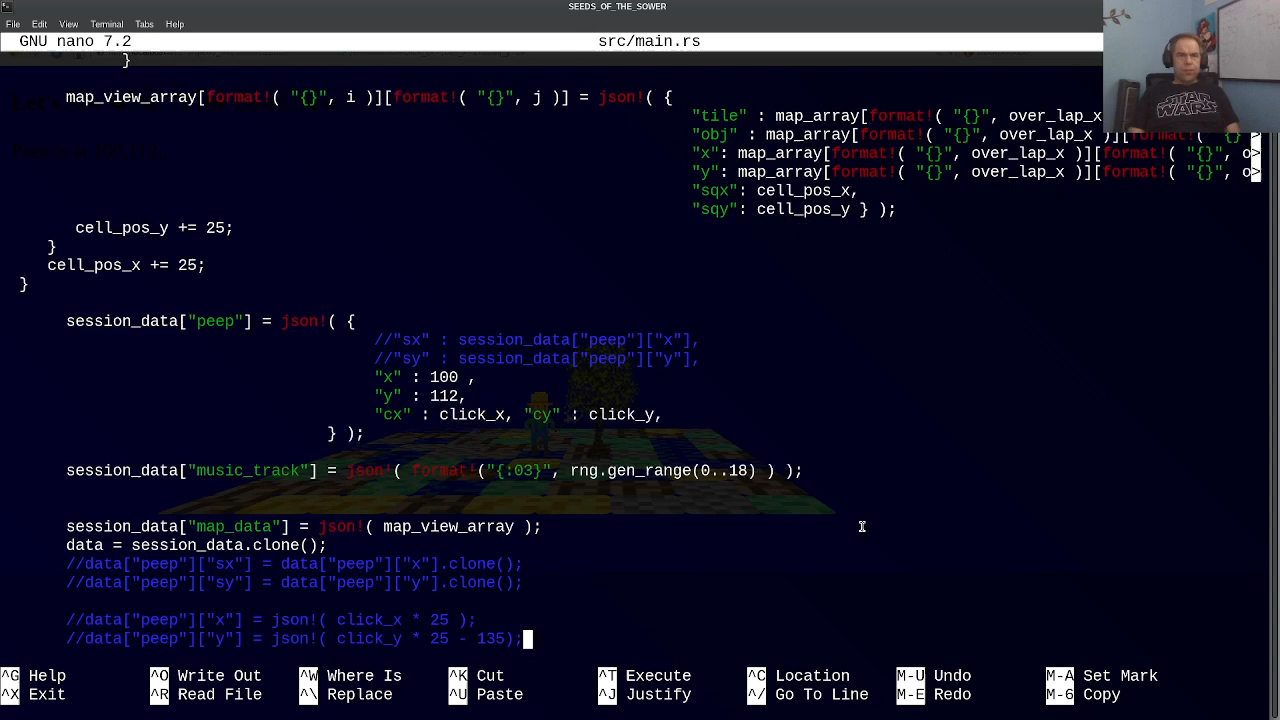 SEEDS_OF_THE_SOWER
File Edit View Terminal Tabs Help
GNU nano 7.2 src/main.rs
}
map_view_array[format!( "{}", i )][format!( "{}", j )] = json!( {
"tile" : map_array[format!( "{}", over_lap_x
"obj" : map_array[format!( "{}", over_lap_x )][format!( "{}"
"x": map_array[format!( "{}", over_lap_x )][format!( "{}", o>
"y": map_array[format!( "{}", over_lap_x )][format!( "{}", o>
"sqx": cell_pos_x,
"sqy": cell_pos_y } );
cell_pos_y += 25;
}
cell_pos_x += 25;
}
session_data["peep"] = json!( {
//"sx" : session_data["peep"]["x"],
//"sy" : session_data["peep"]["y"],
"x" : 100 ,
"y" : 112,
"cx" : click_x, "cy" : click_y,
} );
session_data["music_track"] = json!( format!("{:03}", rng.gen_range(0..18) ) );
session_data["map_data"] = json!( map_view_array );
data = session_data.clone();
//data["peep"]["sx"] = data["peep"]["x"].clone();
//data["peep"]["sy"] = data["peep"]["y"].clone();
//data["peep"]["x"] = json!( click_x * 25 );
//data["peep"]["y"] = json!( click_y * 25 - 135);
^G Help ^O Write Out ^W Where Is ^K Cut ^T Execute ^C Location M-U Undo M-A Set Mark
^X Exit ^R Read File ^\ Replace ^U Paste ^J Justify ^/ Go To Line M-E Redo M-6 Copy
STAR WARS